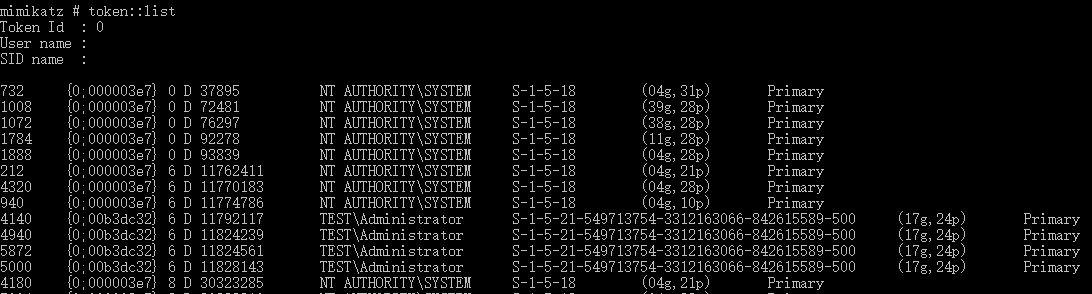 mimikatz # token::list
Token Id  : 0
User name :
SID name  :
732 {0;000003e7} 0 D 37895 NT AUTHORITY\SYSTEM S-1-5-18 (04g,31p) Primary
1008 {0;000003e7} 0 D 72481 NT AUTHORITY\SYSTEM S-1-5-18 (39g,28p) Primary
1072 {0;000003e7} 0 D 76297 NT AUTHORITY\SYSTEM S-1-5-18 (38g,28p) Primary
1784 {0;000003e7} 0 D 92278 NT AUTHORITY\SYSTEM S-1-5-18 (11g,28p) Primary
1888 {0;000003e7} 0 D 93839 NT AUTHORITY\SYSTEM S-1-5-18 (04g,28p) Primary
212 {0;000003e7} 6 D 11762411 NT AUTHORITY\SYSTEM S-1-5-18 (04g,21p) Primary
4320 {0;000003e7} 6 D 11770183 NT AUTHORITY\SYSTEM S-1-5-18 (04g,28p) Primary
940 {0;000003e7} 6 D 11774786 NT AUTHORITY\SYSTEM S-1-5-18 (04g,10p) Primary
4140 {0;00b3dc32} 6 D 11792117 TEST\Administrator S-1-5-21-549713754-3312163066-842615589-500 (17g,24p) Primary
4940 {0;00b3dc32} 6 D 11824239 TEST\Administrator S-1-5-21-549713754-3312163066-842615589-500 (17g,24p) Primary
5872 {0;00b3dc32} 6 D 11824561 TEST\Administrator S-1-5-21-549713754-3312163066-842615589-500 (17g,24p) Primary
5000 {0;00b3dc32} 6 D 11828143 TEST\Administrator S-1-5-21-549713754-3312163066-842615589-500 (17g,24p) Primary
4180 {0;000003e7} 8 D 30323285 NT AUTHORITY\SYSTEM S-1-5-18 (04g,21p) Primary